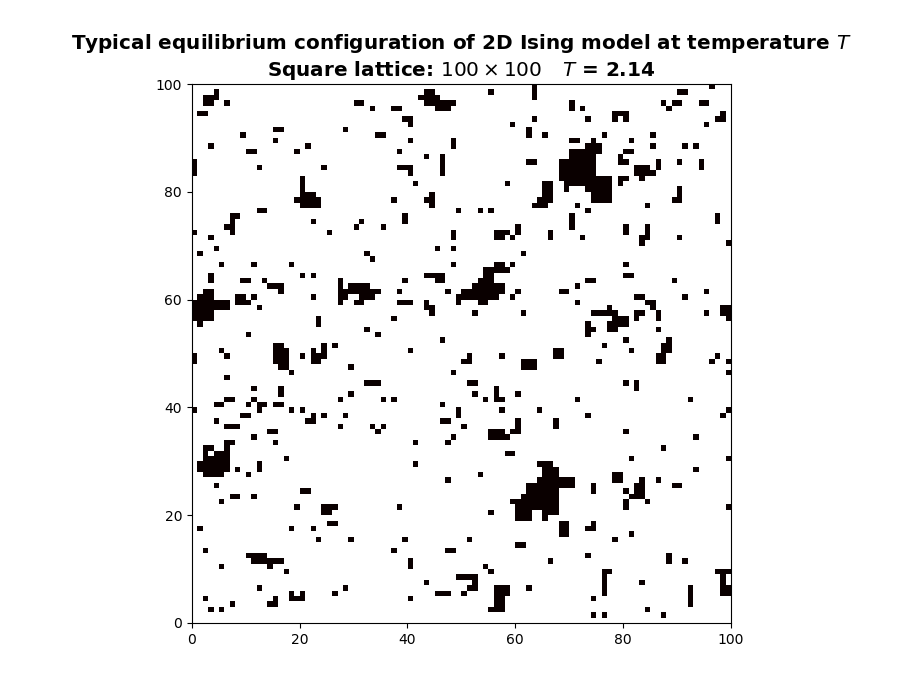 Typical equilibrium configuration of 2D Ising model at temperature T
Square lattice: 100 × 100 T = 2.14
100
80
60
40
20
0
0 20 40 60 80 100